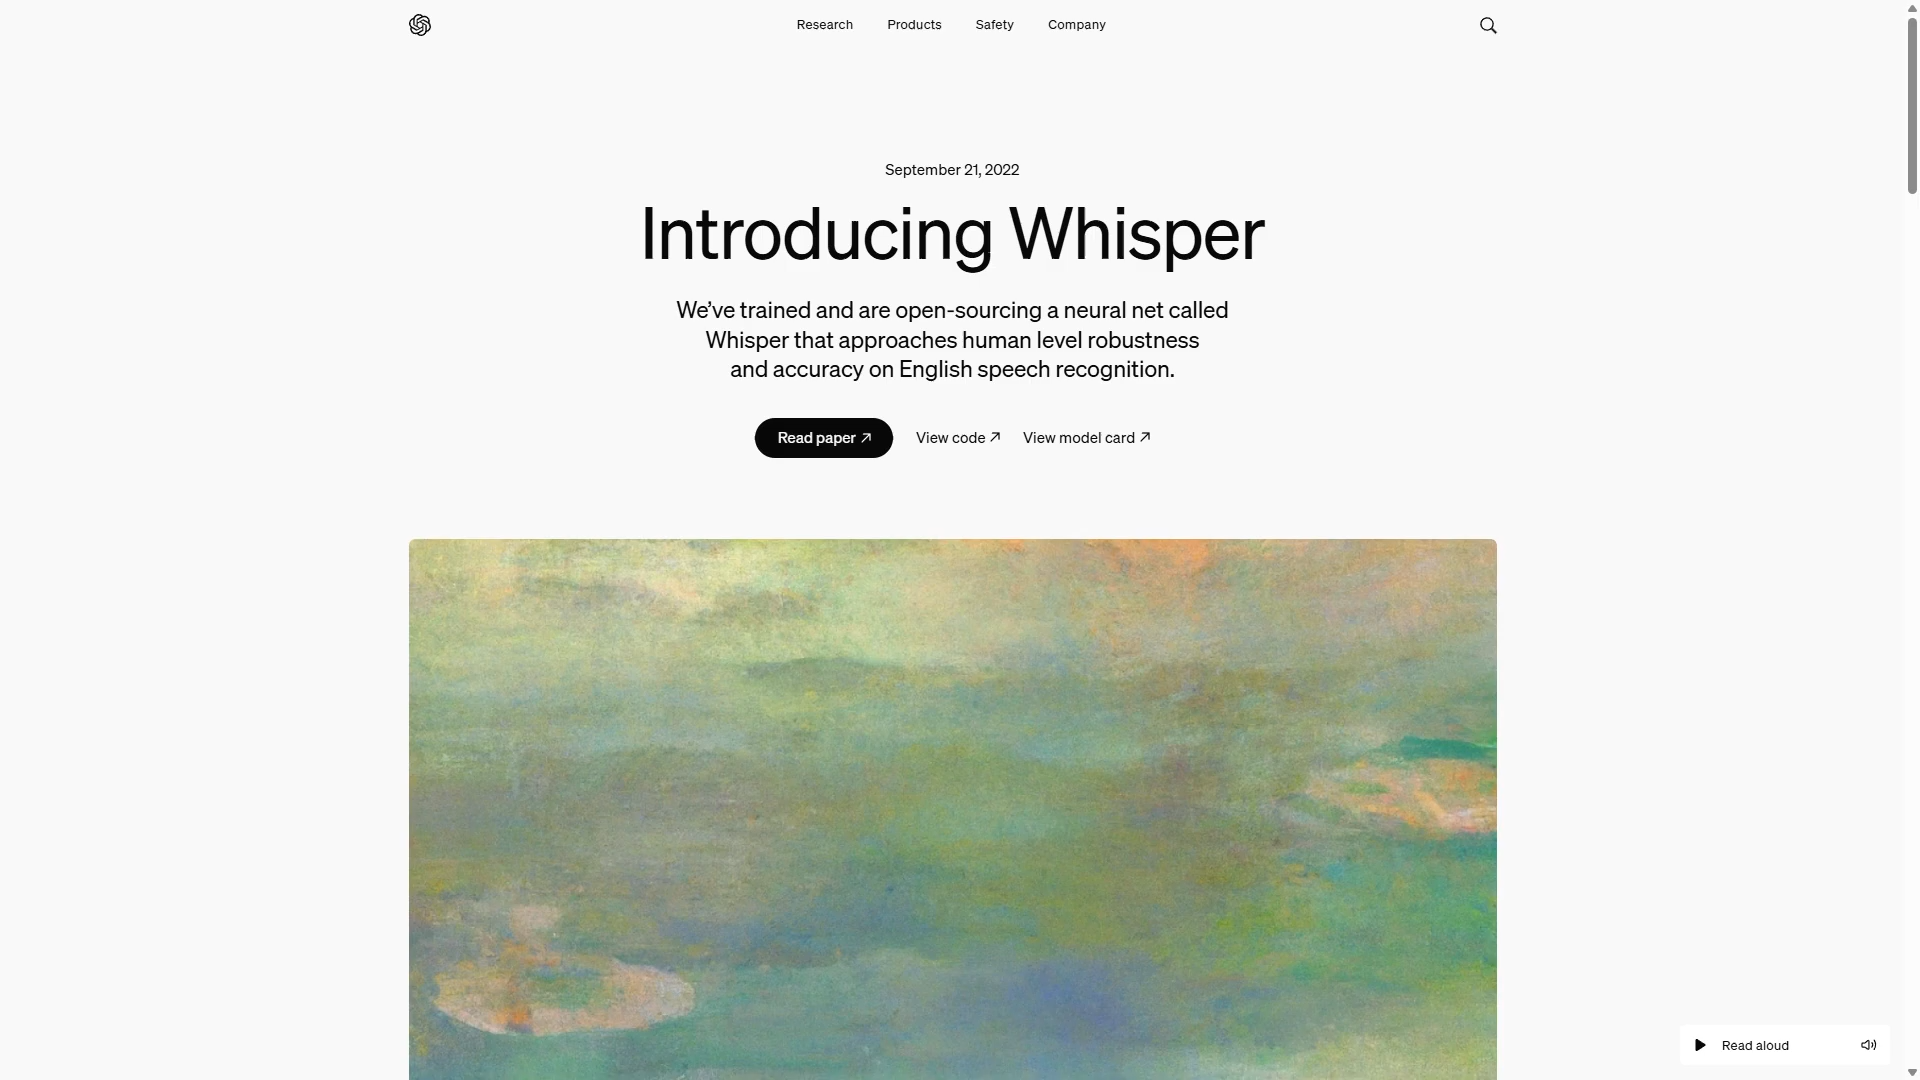 Research Products Safety Company
September 21, 2022
Introducing Whisper
We’ve trained and are open-sourcing a neural net called
Whisper that approaches human level robustness
and accuracy on English speech recognition.
Read paper ↗ View code ↗ View model card ↗
Read aloud